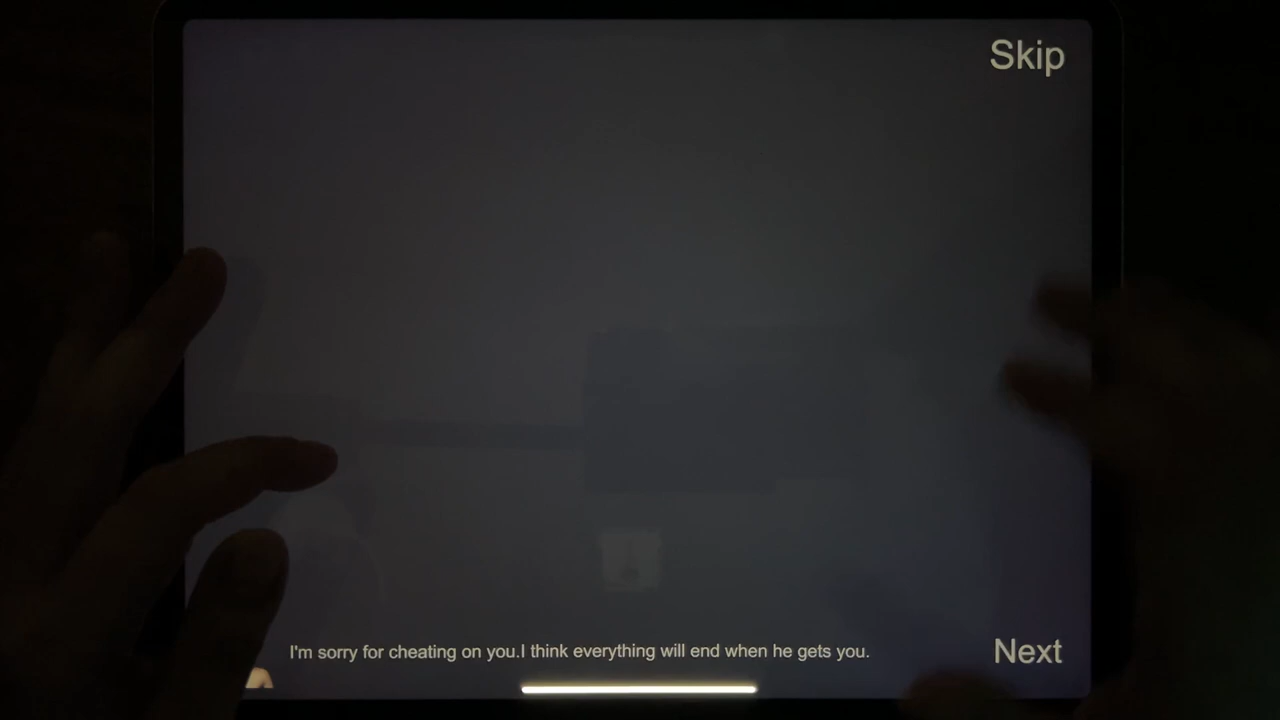 Skip
I'm sorry for cheating on you.I think everything will end when he gets you.
Next